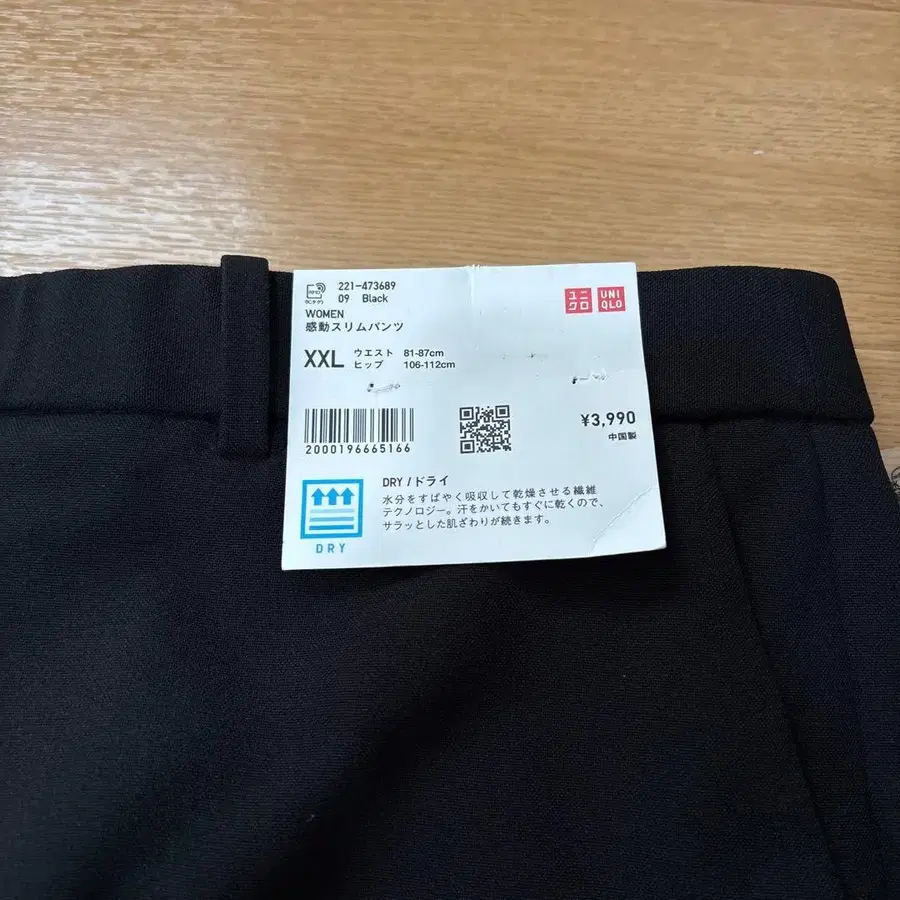 221-473689
09 Black
WOMEN
感動スリムパンツ
XXL ウエスト 81-87cm
ヒップ 106-112cm
ユニクロ
UNIQLO
2000196665166
¥3,990
中国製
DRY / ドライ
水分をすばやく吸収して乾燥させる繊維
テクノロジー。汗をかいてもすぐに乾くので、
サラッとした肌ざわりが続きます。
DRY